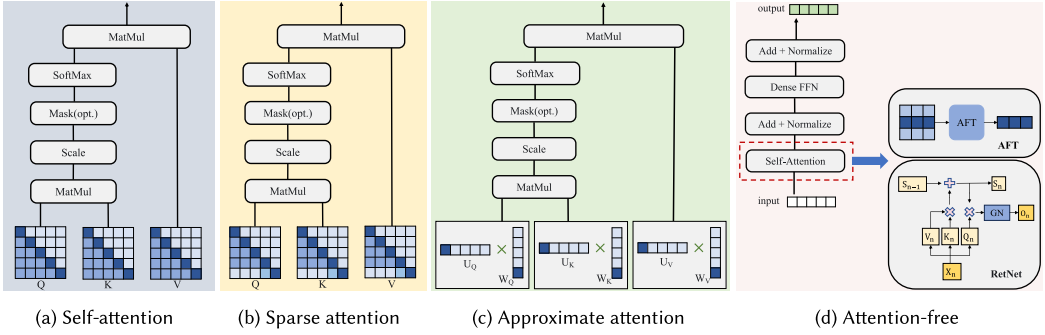 MatMul
SoftMax
Mask(opt.)
Scale
MatMul
Q K V
(a) Self-attention
MatMul
SoftMax
Mask(opt.)
Scale
MatMul
Q K V
(b) Sparse attention
MatMul
SoftMax
Mask(opt.)
Scale
MatMul
U_Q × W_Q
U_K × W_K
U_V × W_V
(c) Approximate attention
output
Add + Normalize
Dense FFN
Add + Normalize
Self-Attention
input
AFT
AFT
S_{n-1} S_n
GN O_n
V_n K_n Q_n
X_n
RetNet
(d) Attention-free